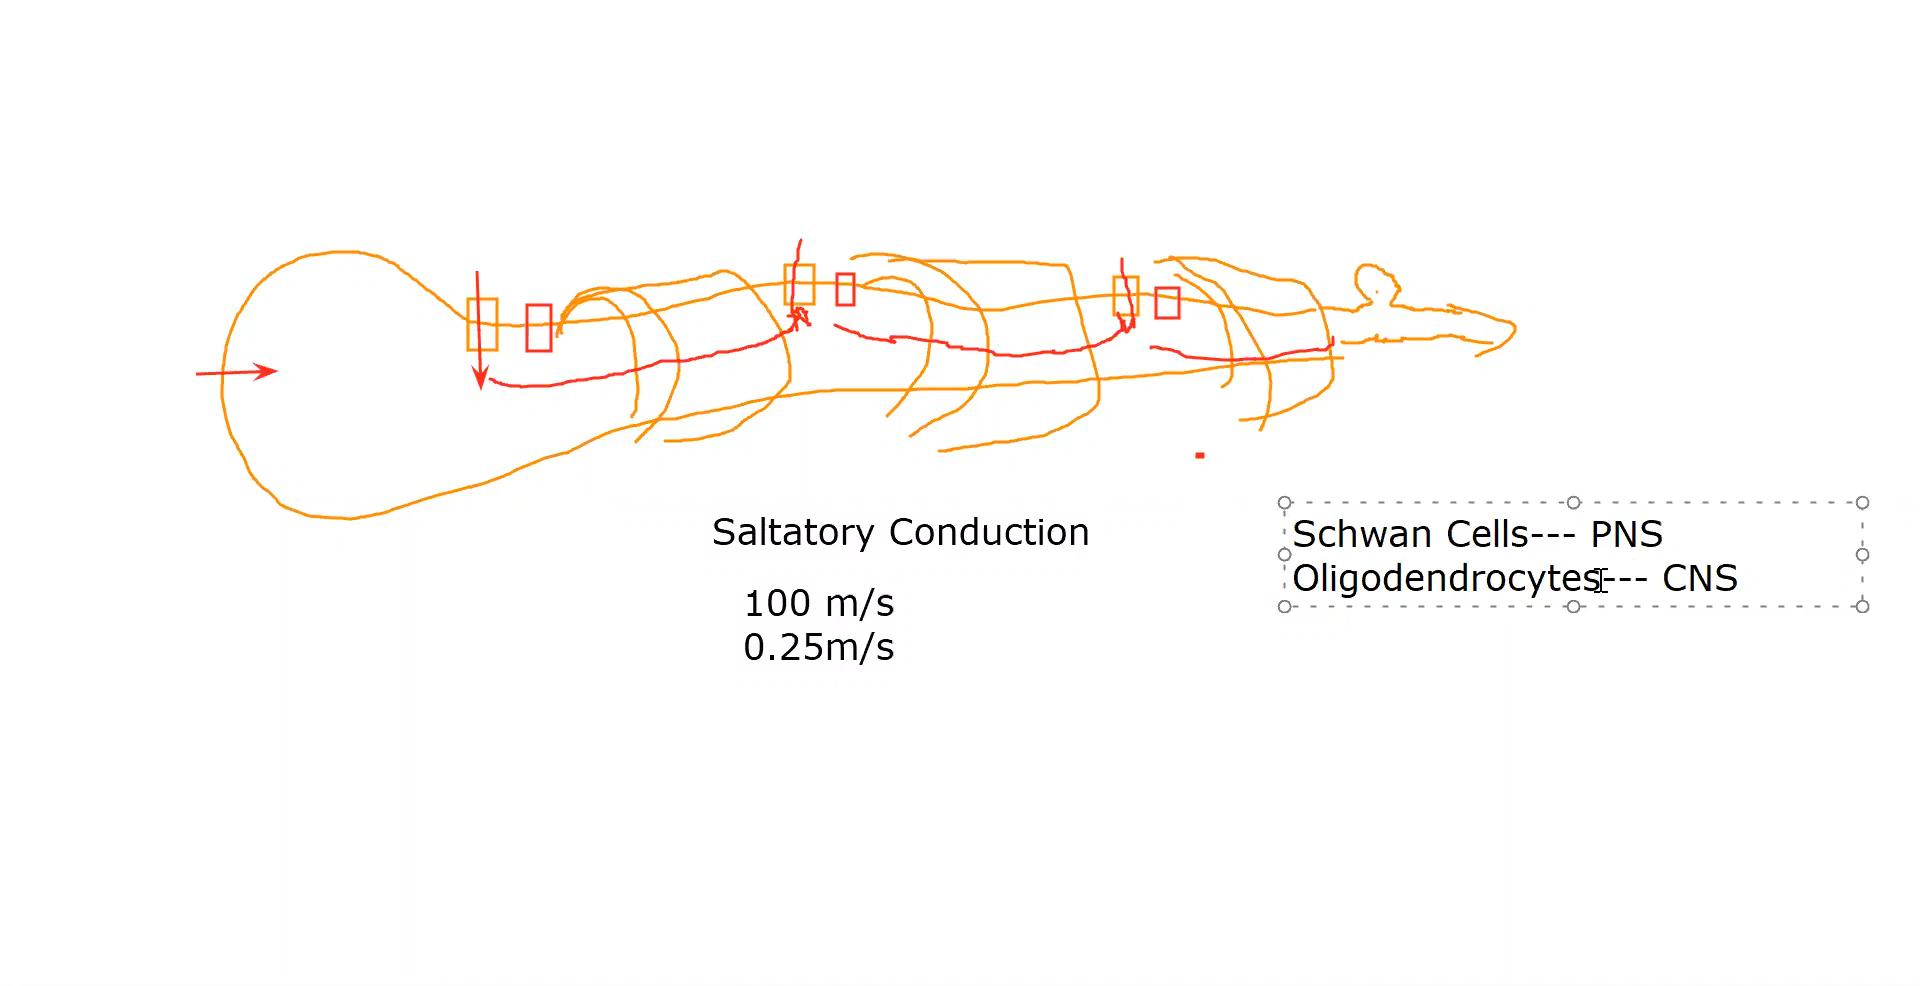 Saltatory Conduction
100 m/s
0.25m/s
Schwan Cells--- PNS
Oligodendrocytes--- CNS